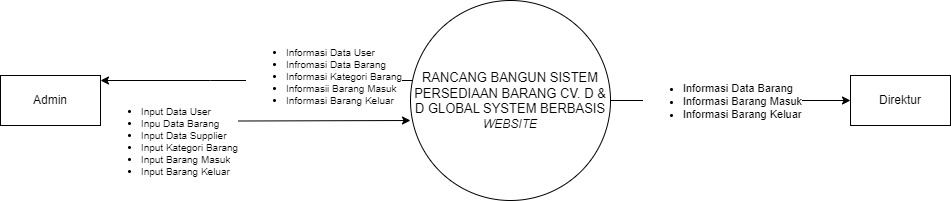 • Informasi Data User
• Infromasi Data Barang
• Informasi Kategori Barang
• Informasii Barang Masuk
• Informasi Barang Keluar
Admin
• Input Data User
• Inpu Data Barang
• Input Data Supplier
• Input Kategori Barang
• Input Barang Masuk
• Input Barang Keluar
RANCANG BANGUN SISTEM
PERSEDIAAN BARANG CV. D &
D GLOBAL SYSTEM BERBASIS
WEBSITE
• Informasi Data Barang
• Informasi Barang Masuk
• Informasi Barang Keluar
Direktur